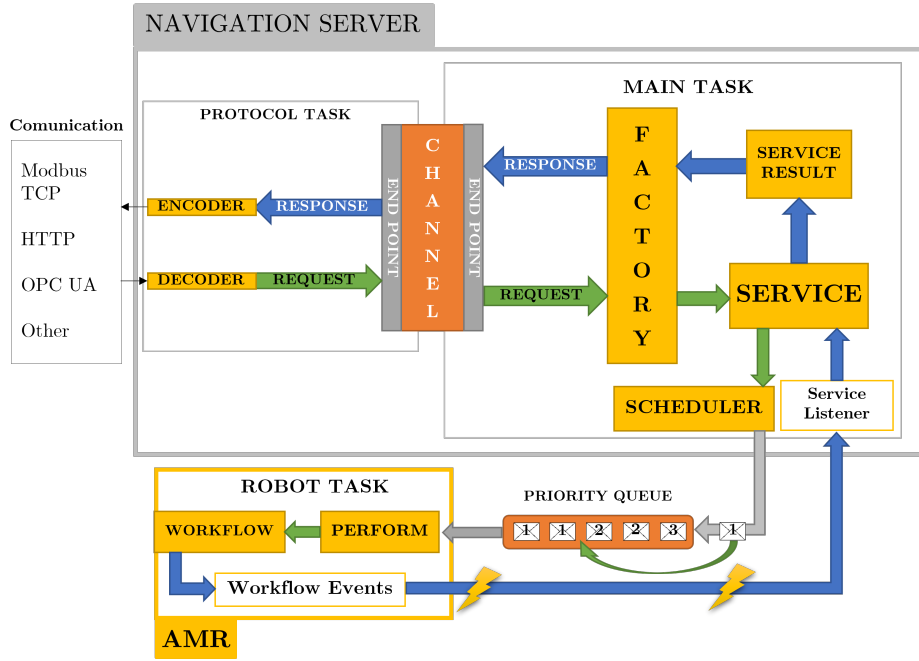 NAVIGATION SERVER
MAIN TASK
PROTOCOL TASK
Comunication
Modbus
TCP
HTTP
OPC UA
Other
ENCODER
RESPONSE
DECODER
REQUEST
END POINT
CHANNEL
END POINT
RESPONSE
REQUEST
FACTORY
SERVICE
RESULT
SERVICE
SCHEDULER
Service
Listener
ROBOT TASK
WORKFLOW
PERFORM
Workflow Events
AMR
PRIORITY QUEUE
1 1 2 2 3 1